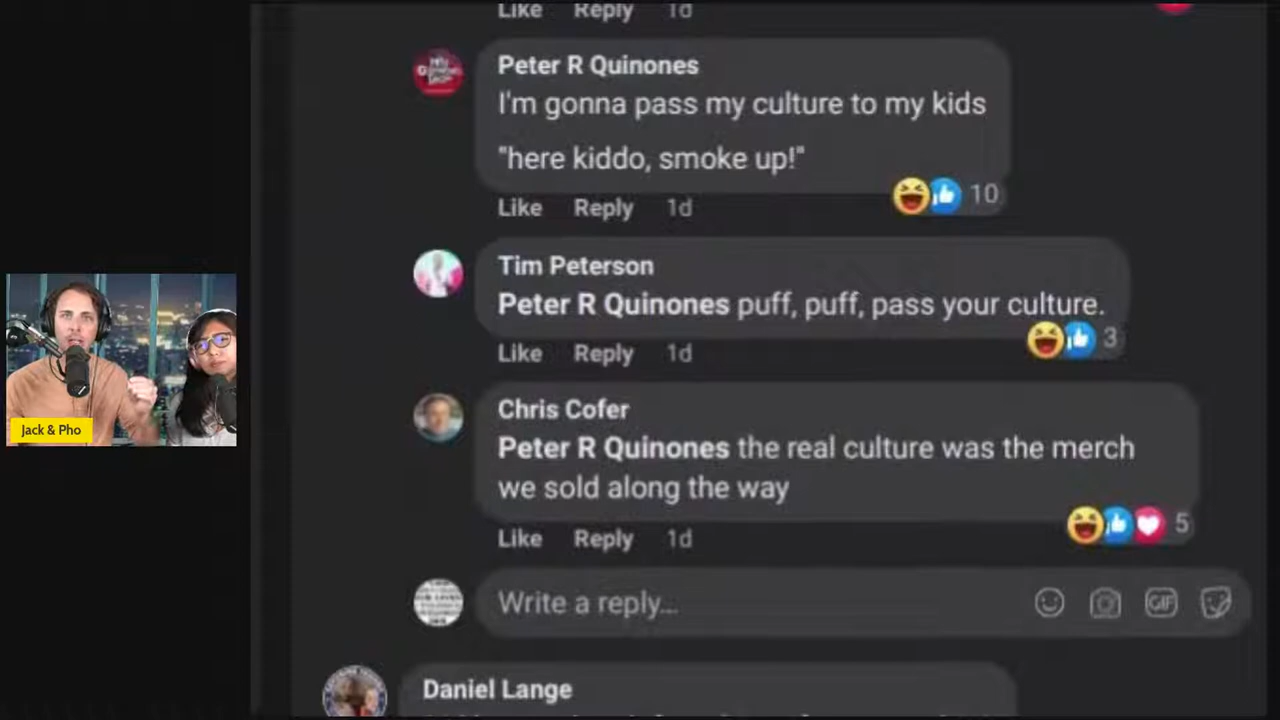 Like Reply 1d
Peter R Quinones
I'm gonna pass my culture to my kids
"here kiddo, smoke up!"
10
Like Reply 1d
Tim Peterson
Peter R Quinones puff, puff, pass your culture.
3
Like Reply 1d
Chris Cofer
Peter R Quinones the real culture was the merch
we sold along the way
5
Like Reply 1d
Write a reply...
GIF
Daniel Lange
Jack & Pho